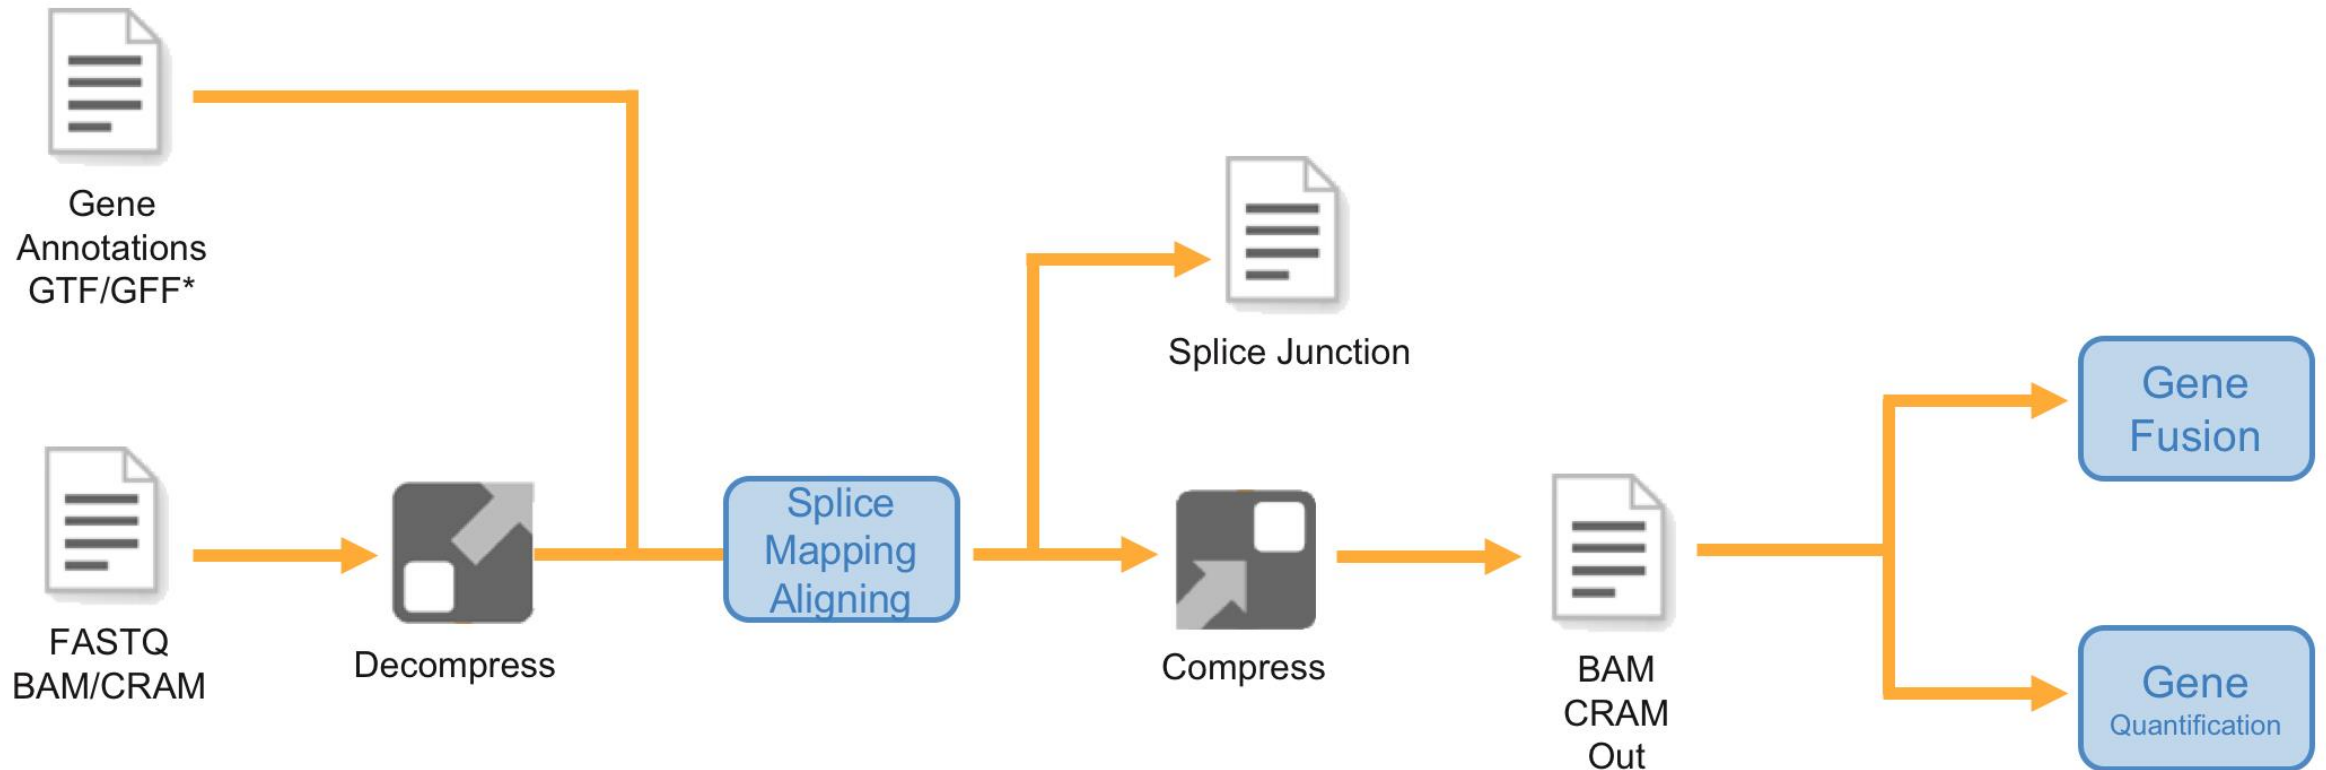 Gene
Annotations
GTF/GFF*
FASTQ
BAM/CRAM
Decompress
Splice
Mapping
Aligning
Splice Junction
Compress
BAM
CRAM
Out
Gene
Fusion
Gene
Quantification